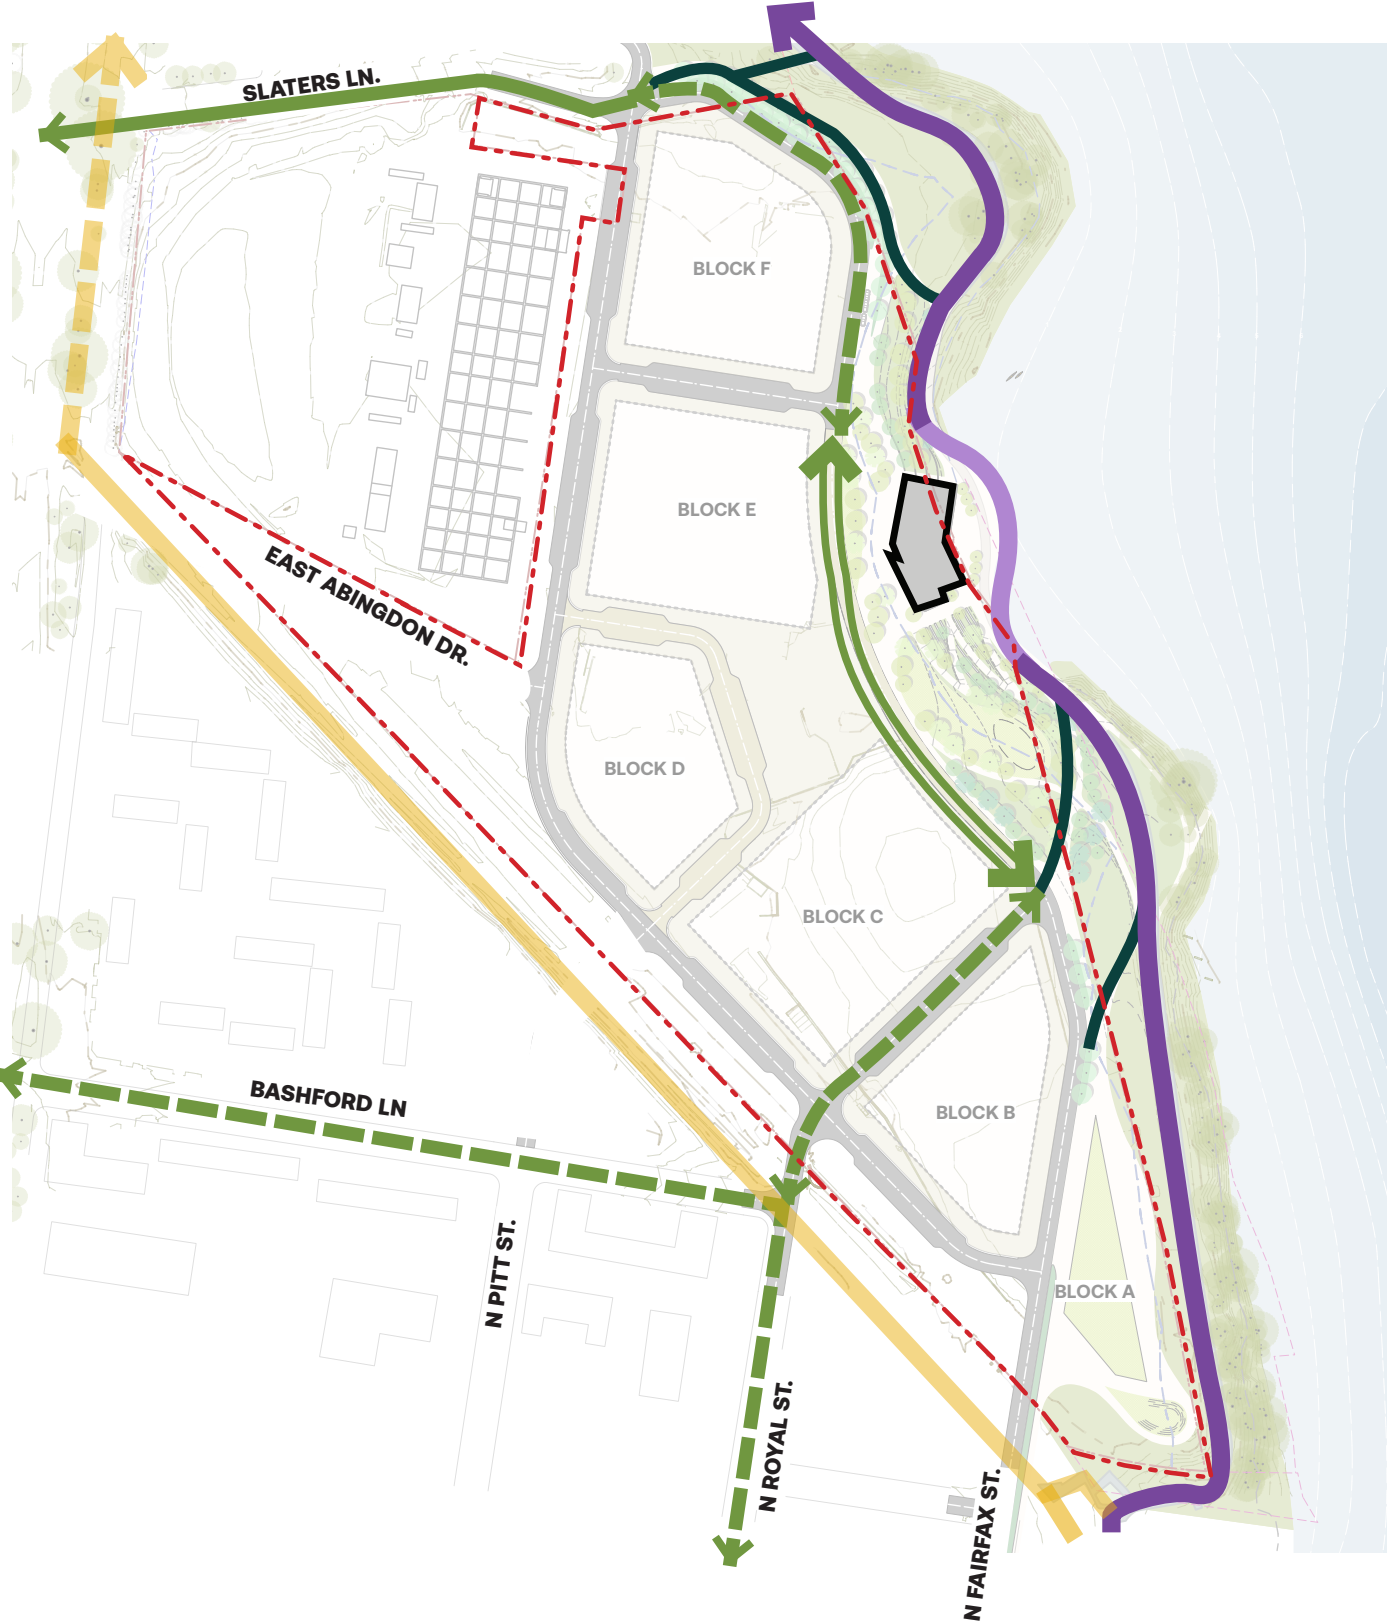 SLATERS LN.
BLOCK F
BLOCK E
EAST ABINGDON DR.
BLOCK D
BLOCK C
BASHFORD LN
BLOCK B
N PITT ST.
BLOCK A
N ROYAL ST.
N FAIRFAX ST.